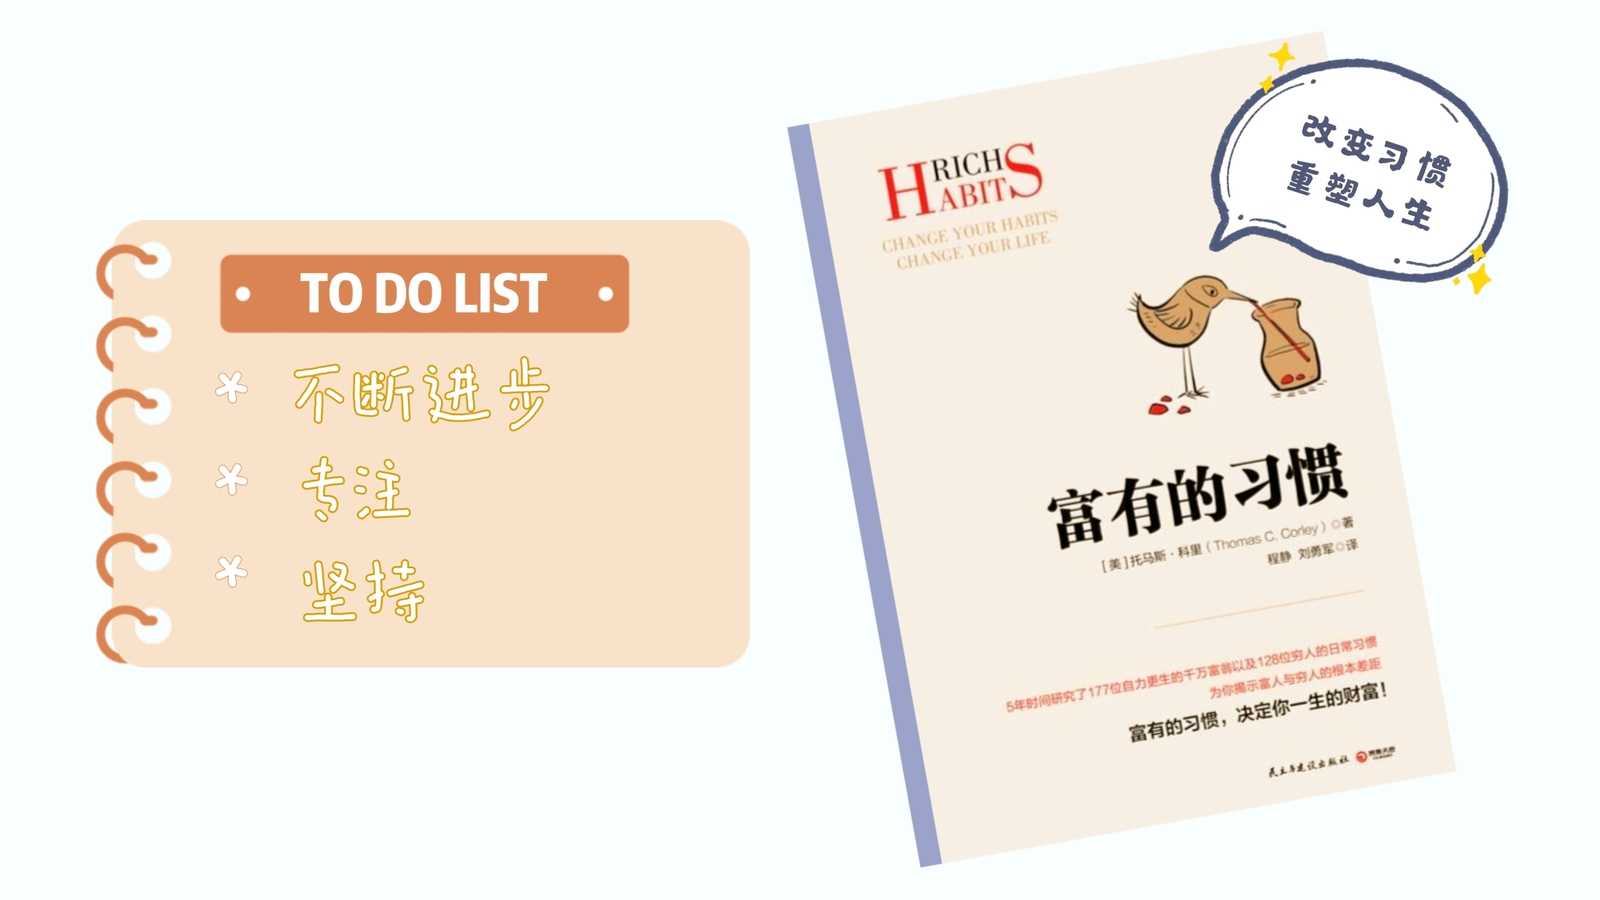 TO DO LIST
* 不断进步
* 专注
* 坚持
改变习惯
重塑人生
RICH
HABITS
CHANGE YOUR HABITS
CHANGE YOUR LIFE
富有的习惯
[美]托马斯·科里(Thomas C. Corley)◎著
程静 刘勇军◎译
5年时间研究了177位自力更生的千万富翁以及128位穷人的日常习惯
为你揭示富人与穷人的根本差距
富有的习惯,决定你一生的财富!
民主与建设出版社